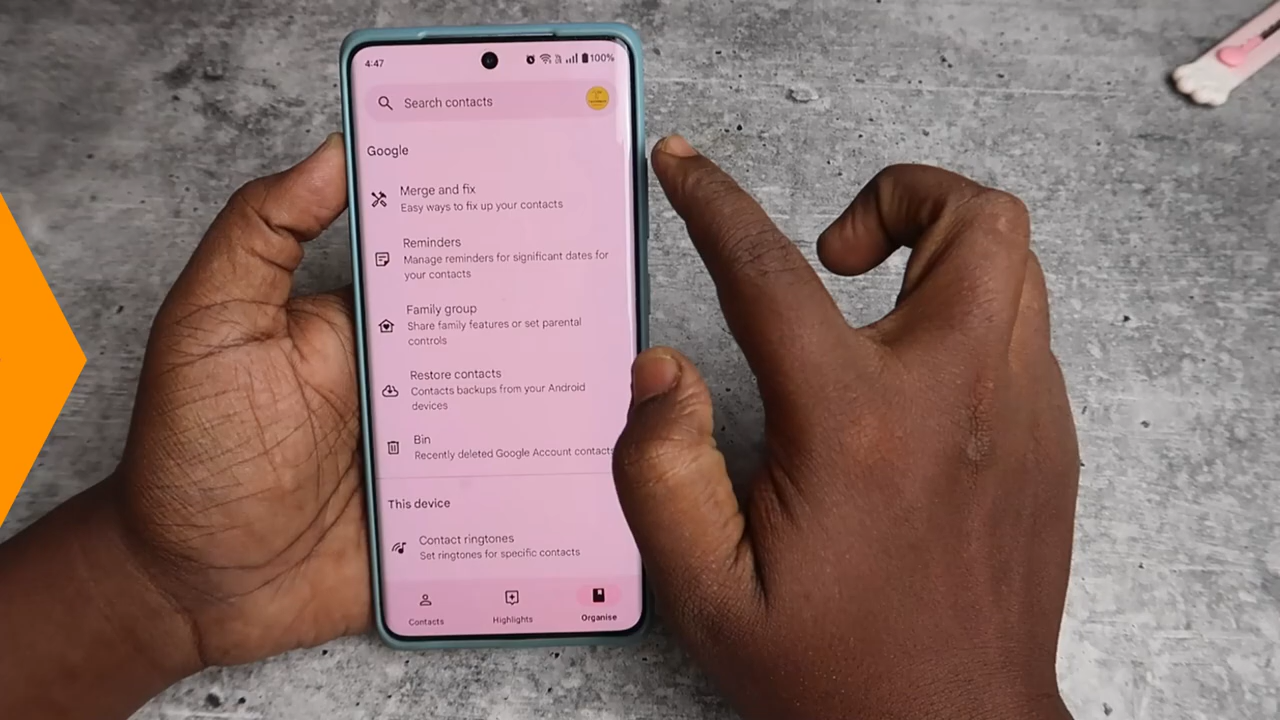 4:47
100%
Search contacts
Google
Merge and fix
Easy ways to fix up your contacts
Reminders
Manage reminders for significant dates for
your contacts
Family group
Share family features or set parental
controls
Restore contacts
Contacts backups from your Android
devices
Bin
Recently deleted Google Account contacts
This device
Contact ringtones
Set ringtones for specific contacts
Contacts
Highlights
Organise